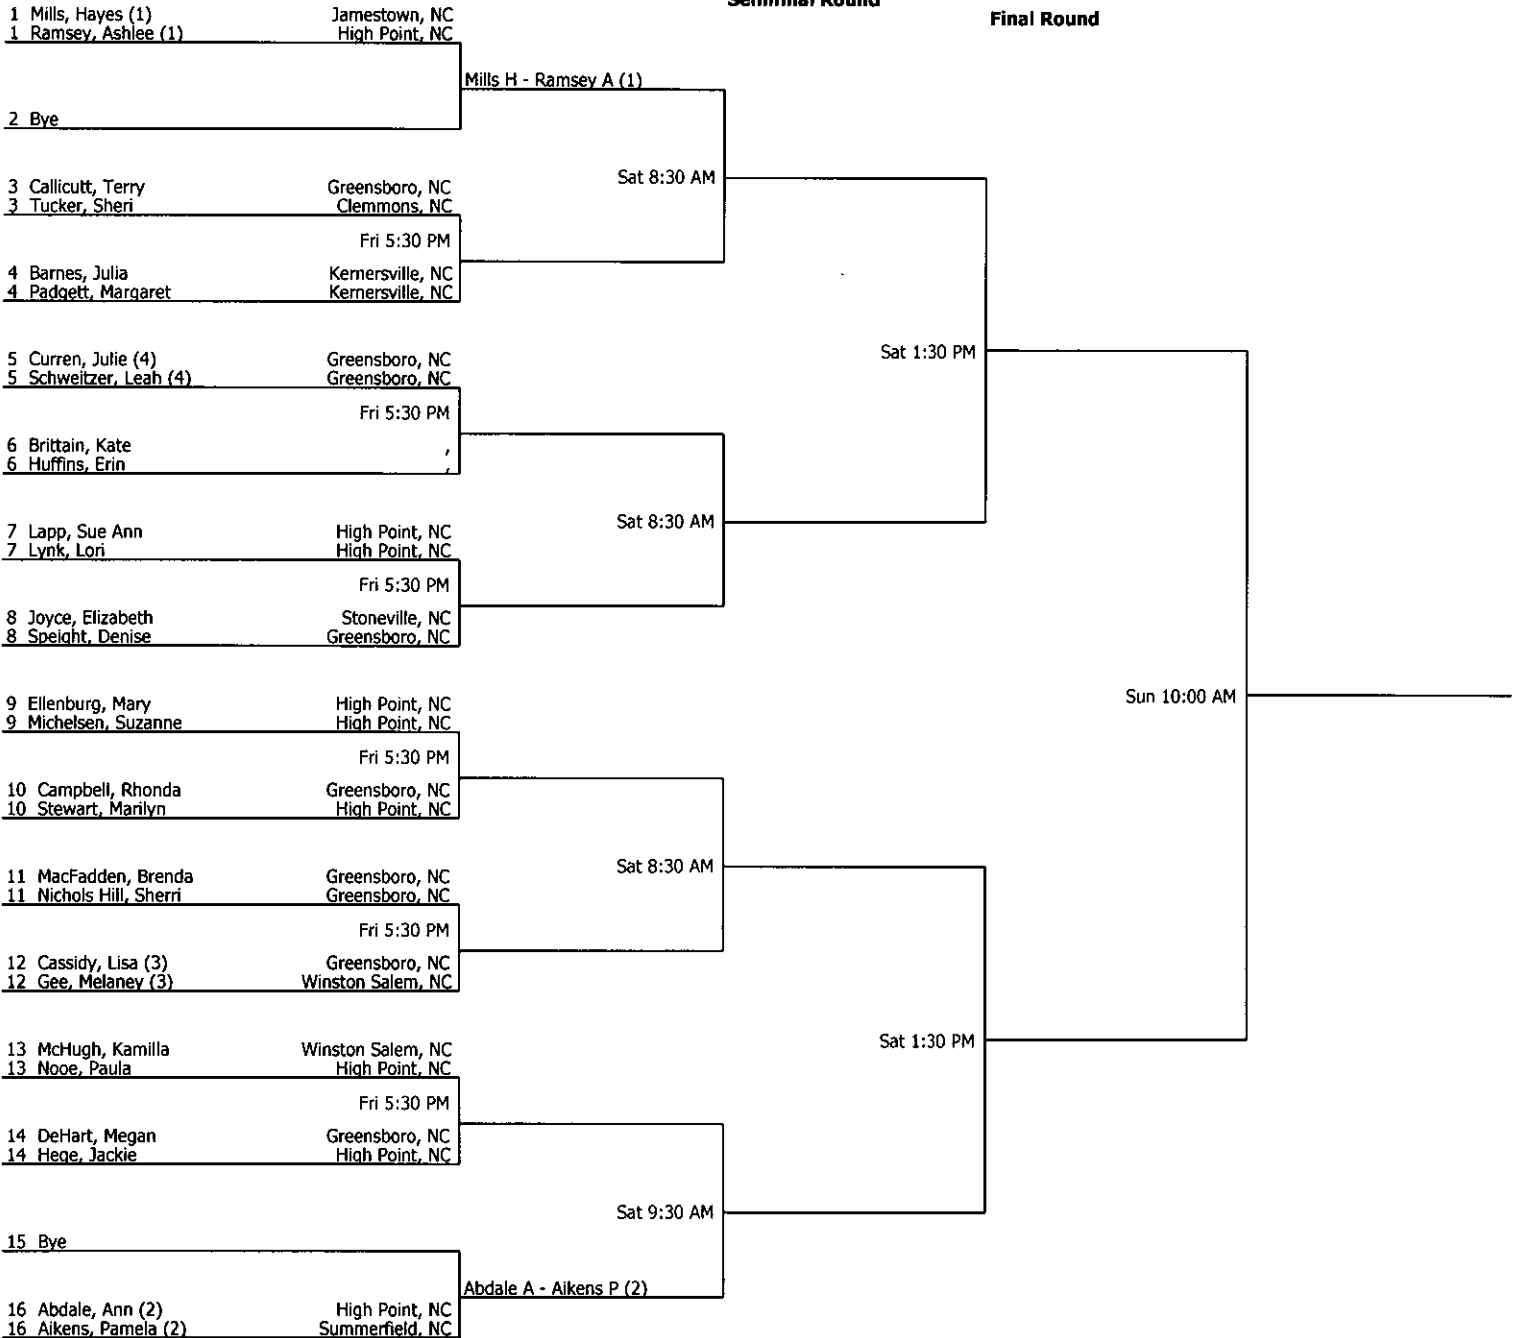 Semifinal Round
Final Round
1 Mills, Hayes (1) Jamestown, NC
1 Ramsey, Ashlee (1) High Point, NC
Mills H - Ramsey A (1)
2 Bye
Sat 8:30 AM
3 Callicutt, Terry Greensboro, NC
3 Tucker, Sheri Clemmons, NC
Fri 5:30 PM
4 Barnes, Julia Kernersville, NC
4 Padgett, Margaret Kernersville, NC
Sat 1:30 PM
5 Curren, Julie (4) Greensboro, NC
5 Schweitzer, Leah (4) Greensboro, NC
Fri 5:30 PM
6 Brittain, Kate ,
6 Huffins, Erin ,
Sat 8:30 AM
7 Lapp, Sue Ann High Point, NC
7 Lynk, Lori High Point, NC
Fri 5:30 PM
8 Joyce, Elizabeth Stoneville, NC
8 Speight, Denise Greensboro, NC
Sun 10:00 AM
9 Ellenburg, Mary High Point, NC
9 Michelsen, Suzanne High Point, NC
Fri 5:30 PM
10 Campbell, Rhonda Greensboro, NC
10 Stewart, Marilyn High Point, NC
Sat 8:30 AM
11 MacFadden, Brenda Greensboro, NC
11 Nichols Hill, Sherri Greensboro, NC
Fri 5:30 PM
12 Cassidy, Lisa (3) Greensboro, NC
12 Gee, Melaney (3) Winston Salem, NC
Sat 1:30 PM
13 McHugh, Kamilla Winston Salem, NC
13 Nooe, Paula High Point, NC
Fri 5:30 PM
14 DeHart, Megan Greensboro, NC
14 Hege, Jackie High Point, NC
Sat 9:30 AM
15 Bye
Abdale A - Aikens P (2)
16 Abdale, Ann (2) High Point, NC
16 Aikens, Pamela (2) Summerfield, NC